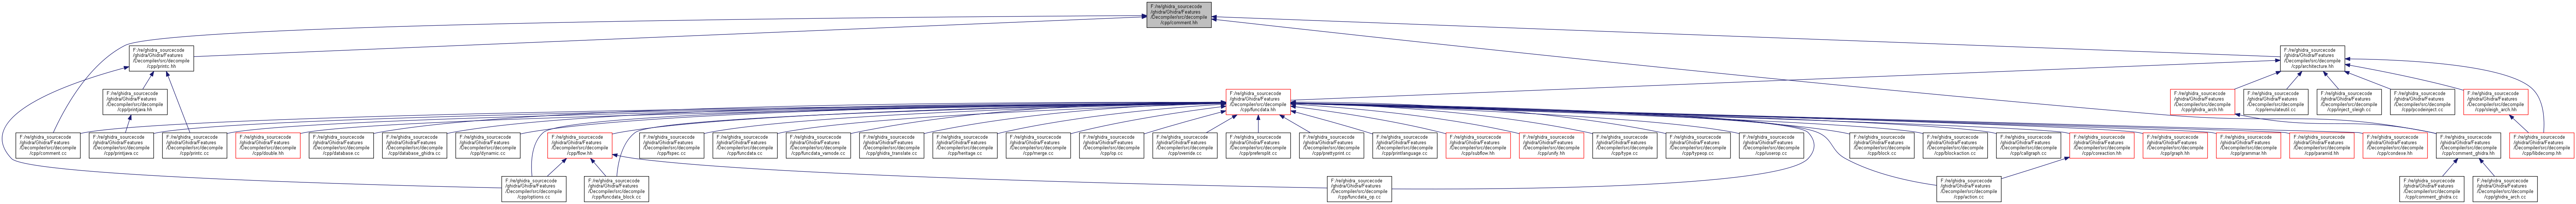 F:/re/ghidra_sourcecode
/ghidra/Ghidra/Features
/Decompiler/src/decompile
/cpp/comment.hh
F:/re/ghidra_sourcecode
/ghidra/Ghidra/Features
/Decompiler/src/decompile
/cpp/printc.hh
F:/re/ghidra_sourcecode
/ghidra/Ghidra/Features
/Decompiler/src/decompile
/cpp/architecture.hh
F:/re/ghidra_sourcecode
/ghidra/Ghidra/Features
/Decompiler/src/decompile
/cpp/printjava.hh
F:/re/ghidra_sourcecode
/ghidra/Ghidra/Features
/Decompiler/src/decompile
/cpp/funcdata.hh
F:/re/ghidra_sourcecode
/ghidra/Ghidra/Features
/Decompiler/src/decompile
/cpp/ghidra_arch.hh
F:/re/ghidra_sourcecode
/ghidra/Ghidra/Features
/Decompiler/src/decompile
/cpp/emulateutil.cc
F:/re/ghidra_sourcecode
/ghidra/Ghidra/Features
/Decompiler/src/decompile
/cpp/inject_sleigh.cc
F:/re/ghidra_sourcecode
/ghidra/Ghidra/Features
/Decompiler/src/decompile
/cpp/pcodeinject.cc
F:/re/ghidra_sourcecode
/ghidra/Ghidra/Features
/Decompiler/src/decompile
/cpp/sleigh_arch.hh
F:/re/ghidra_sourcecode
/ghidra/Ghidra/Features
/Decompiler/src/decompile
/cpp/comment.cc
F:/re/ghidra_sourcecode
/ghidra/Ghidra/Features
/Decompiler/src/decompile
/cpp/printjava.cc
F:/re/ghidra_sourcecode
/ghidra/Ghidra/Features
/Decompiler/src/decompile
/cpp/printc.cc
F:/re/ghidra_sourcecode
/ghidra/Ghidra/Features
/Decompiler/src/decompile
/cpp/double.hh
F:/re/ghidra_sourcecode
/ghidra/Ghidra/Features
/Decompiler/src/decompile
/cpp/database.cc
F:/re/ghidra_sourcecode
/ghidra/Ghidra/Features
/Decompiler/src/decompile
/cpp/database_ghidra.cc
F:/re/ghidra_sourcecode
/ghidra/Ghidra/Features
/Decompiler/src/decompile
/cpp/dynamic.cc
F:/re/ghidra_sourcecode
/ghidra/Ghidra/Features
/Decompiler/src/decompile
/cpp/flow.hh
F:/re/ghidra_sourcecode
/ghidra/Ghidra/Features
/Decompiler/src/decompile
/cpp/fspec.cc
F:/re/ghidra_sourcecode
/ghidra/Ghidra/Features
/Decompiler/src/decompile
/cpp/funcdata.cc
F:/re/ghidra_sourcecode
/ghidra/Ghidra/Features
/Decompiler/src/decompile
/cpp/funcdata_varnode.cc
F:/re/ghidra_sourcecode
/ghidra/Ghidra/Features
/Decompiler/src/decompile
/cpp/ghidra_translate.cc
F:/re/ghidra_sourcecode
/ghidra/Ghidra/Features
/Decompiler/src/decompile
/cpp/heritage.cc
F:/re/ghidra_sourcecode
/ghidra/Ghidra/Features
/Decompiler/src/decompile
/cpp/merge.cc
F:/re/ghidra_sourcecode
/ghidra/Ghidra/Features
/Decompiler/src/decompile
/cpp/op.cc
F:/re/ghidra_sourcecode
/ghidra/Ghidra/Features
/Decompiler/src/decompile
/cpp/override.cc
F:/re/ghidra_sourcecode
/ghidra/Ghidra/Features
/Decompiler/src/decompile
/cpp/prefersplit.cc
F:/re/ghidra_sourcecode
/ghidra/Ghidra/Features
/Decompiler/src/decompile
/cpp/prettyprint.cc
F:/re/ghidra_sourcecode
/ghidra/Ghidra/Features
/Decompiler/src/decompile
/cpp/printlanguage.cc
F:/re/ghidra_sourcecode
/ghidra/Ghidra/Features
/Decompiler/src/decompile
/cpp/subflow.hh
F:/re/ghidra_sourcecode
/ghidra/Ghidra/Features
/Decompiler/src/decompile
/cpp/unify.hh
F:/re/ghidra_sourcecode
/ghidra/Ghidra/Features
/Decompiler/src/decompile
/cpp/type.cc
F:/re/ghidra_sourcecode
/ghidra/Ghidra/Features
/Decompiler/src/decompile
/cpp/typeop.cc
F:/re/ghidra_sourcecode
/ghidra/Ghidra/Features
/Decompiler/src/decompile
/cpp/userop.cc
F:/re/ghidra_sourcecode
/ghidra/Ghidra/Features
/Decompiler/src/decompile
/cpp/block.cc
F:/re/ghidra_sourcecode
/ghidra/Ghidra/Features
/Decompiler/src/decompile
/cpp/blockaction.cc
F:/re/ghidra_sourcecode
/ghidra/Ghidra/Features
/Decompiler/src/decompile
/cpp/callgraph.cc
F:/re/ghidra_sourcecode
/ghidra/Ghidra/Features
/Decompiler/src/decompile
/cpp/coreaction.hh
F:/re/ghidra_sourcecode
/ghidra/Ghidra/Features
/Decompiler/src/decompile
/cpp/graph.hh
F:/re/ghidra_sourcecode
/ghidra/Ghidra/Features
/Decompiler/src/decompile
/cpp/grammar.hh
F:/re/ghidra_sourcecode
/ghidra/Ghidra/Features
/Decompiler/src/decompile
/cpp/paramid.hh
F:/re/ghidra_sourcecode
/ghidra/Ghidra/Features
/Decompiler/src/decompile
/cpp/condexe.hh
F:/re/ghidra_sourcecode
/ghidra/Ghidra/Features
/Decompiler/src/decompile
/cpp/comment_ghidra.hh
F:/re/ghidra_sourcecode
/ghidra/Ghidra/Features
/Decompiler/src/decompile
/cpp/libdecomp.hh
F:/re/ghidra_sourcecode
/ghidra/Ghidra/Features
/Decompiler/src/decompile
/cpp/options.cc
F:/re/ghidra_sourcecode
/ghidra/Ghidra/Features
/Decompiler/src/decompile
/cpp/funcdata_block.cc
F:/re/ghidra_sourcecode
/ghidra/Ghidra/Features
/Decompiler/src/decompile
/cpp/funcdata_op.cc
F:/re/ghidra_sourcecode
/ghidra/Ghidra/Features
/Decompiler/src/decompile
/cpp/action.cc
F:/re/ghidra_sourcecode
/ghidra/Ghidra/Features
/Decompiler/src/decompile
/cpp/comment_ghidra.cc
F:/re/ghidra_sourcecode
/ghidra/Ghidra/Features
/Decompiler/src/decompile
/cpp/ghidra_arch.cc